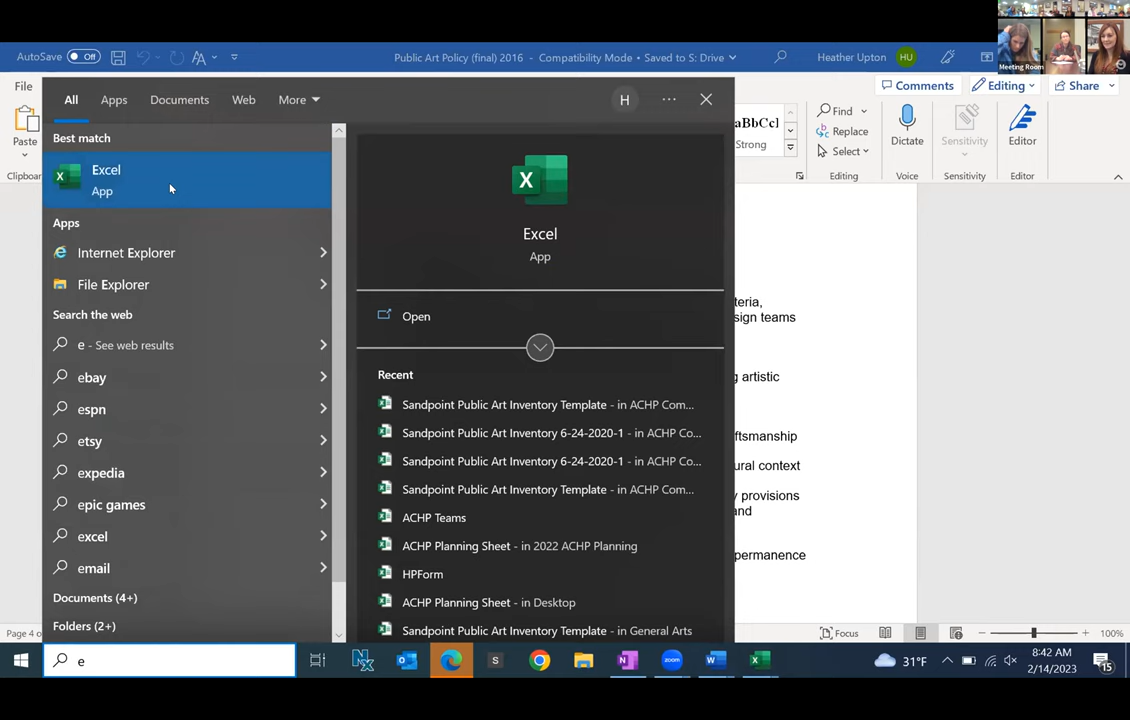 AutoSave Off
Public Art Policy (final) 2016 - Compatibility Mode • Saved to S: Drive
Heather Upton HU
Meeting Room
File
Comments
Editing
Share
All
Apps
Documents
Web
More
H
Paste
Clipboard
Best match
Excel
App
Apps
Internet Explorer
File Explorer
Search the web
e - See web results
ebay
espn
etsy
expedia
epic games
excel
email
Documents (4+)
Folders (2+)
Excel
App
Open
Recent
Sandpoint Public Art Inventory Template - in ACHP Com...
Sandpoint Public Art Inventory 6-24-2020-1 - in ACHP Co...
Sandpoint Public Art Inventory 6-24-2020-1 - in ACHP Co...
Sandpoint Public Art Inventory Template - in ACHP Com...
ACHP Teams
ACHP Planning Sheet - in 2022 ACHP Planning
HPForm
ACHP Planning Sheet - in Desktop
Sandpoint Public Art Inventory Template - in General Arts
Strong
Find
Replace
Select
Editing
Dictate
Voice
Sensitivity
Sensitivity
Editor
Editor
teria,
sign teams
g artistic
ftsmanship
ural context
y provisions
and
permanence
Page 4 o
Focus
100%
e
31°F
8:42 AM
2/14/2023
15